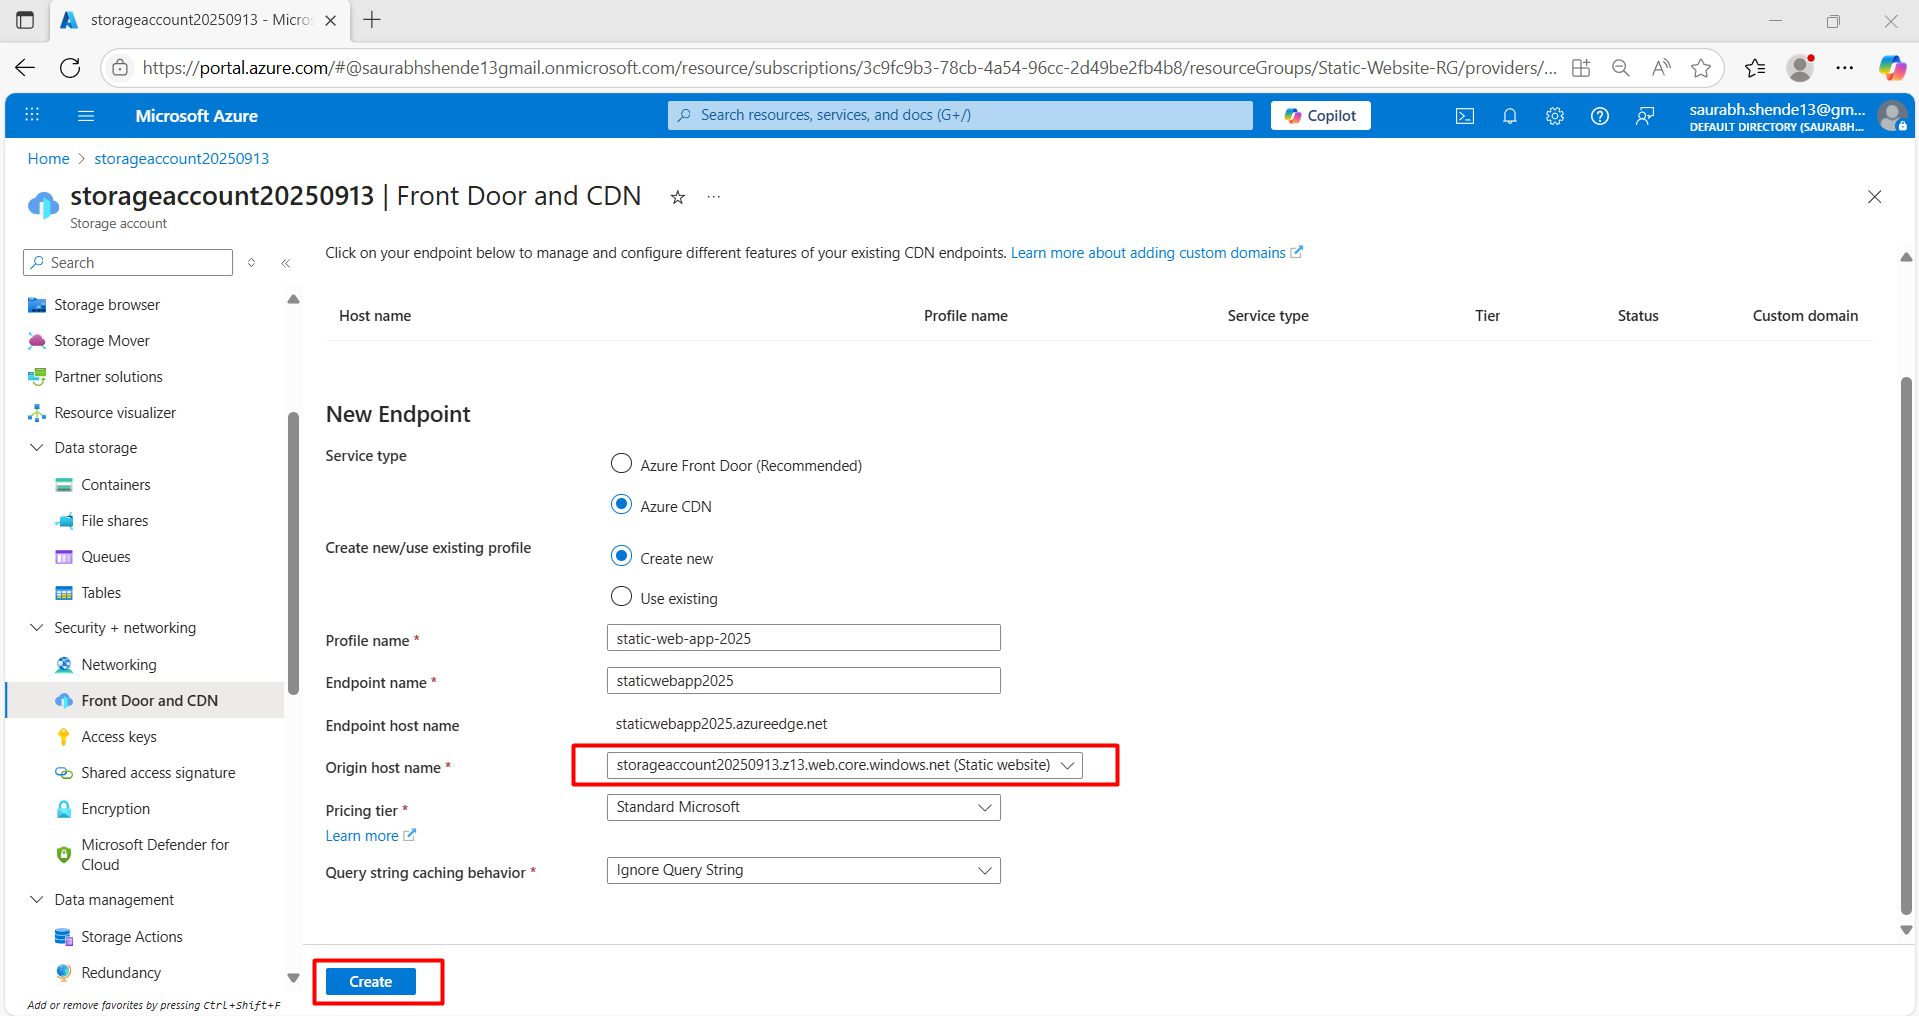 storageaccount20250913 - Micros
https://portal.azure.com/#@saurabhshende13gmail.onmicrosoft.com/resource/subscriptions/3c9fc9b3-78cb-4a54-96cc-2d49be2fb4b8/resourceGroups/Static-Website-RG/providers/...
Microsoft Azure
Search resources, services, and docs (G+/)
Copilot
saurabh.shende13@gm...
DEFAULT DIRECTORY (SAURABH...
Home > storageaccount20250913
storageaccount20250913 | Front Door and CDN
Storage account
Search
Storage browser
Storage Mover
Partner solutions
Resource visualizer
Data storage
Containers
File shares
Queues
Tables
Security + networking
Networking
Front Door and CDN
Access keys
Shared access signature
Encryption
Microsoft Defender for
Cloud
Data management
Storage Actions
Redundancy
Add or remove favorites by pressing Ctrl+Shift+F
Click on your endpoint below to manage and configure different features of your existing CDN endpoints. Learn more about adding custom domains
Host name Profile name Service type Tier Status Custom domain
New Endpoint
Service type
Azure Front Door (Recommended)
Azure CDN
Create new/use existing profile
Create new
Use existing
Profile name * static-web-app-2025
Endpoint name * staticwebapp2025
Endpoint host name staticwebapp2025.azureedge.net
Origin host name * storageaccount20250913.z13.web.core.windows.net (Static website)
Pricing tier * Standard Microsoft
Learn more
Query string caching behavior * Ignore Query String
Create